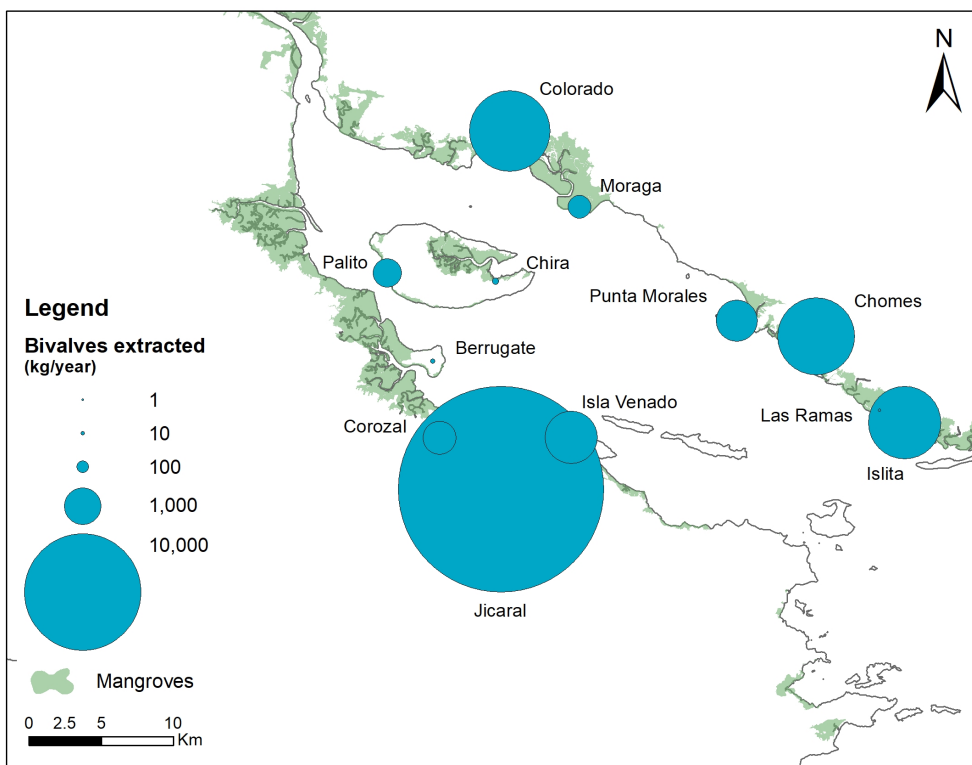 N
Colorado
Moraga
Palito
Chira
Punta Morales
Chomes
Berrugate
Isla Venado
Corozal
Las Ramas
Islita
Jicaral
Legend
Bivalves extracted
(kg/year)
1
10
100
1,000
10,000
Mangroves
0 2.5 5 10
Km